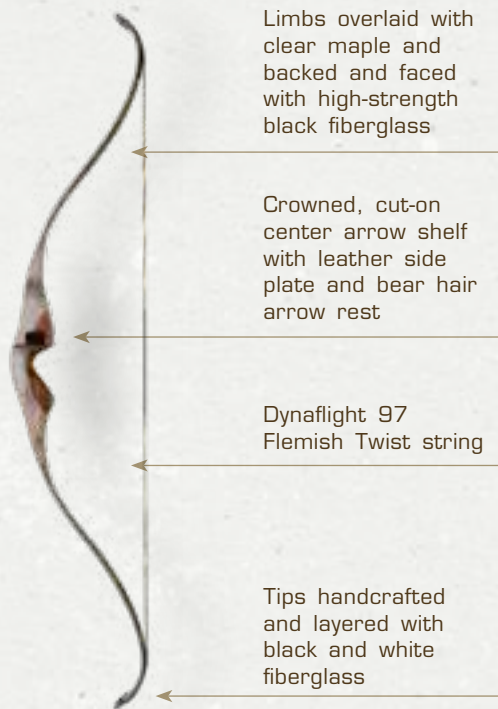 Limbs overlaid with
clear maple and
backed and faced
with high-strength
black fiberglass
Crowned, cut-on
center arrow shelf
with leather side
plate and bear hair
arrow rest
Dynaflight 97
Flemish Twist string
Tips handcrafted
and layered with
black and white
fiberglass